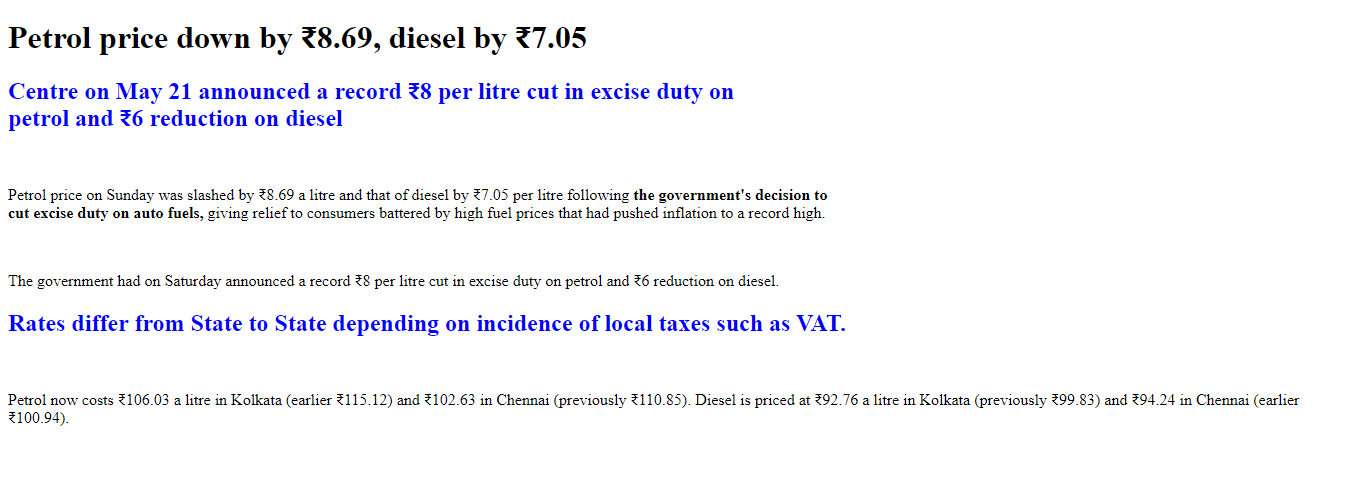 Petrol price down by ₹8.69, diesel by ₹7.05
Centre on May 21 announced a record ₹8 per litre cut in excise duty on
petrol and ₹6 reduction on diesel
Petrol price on Sunday was slashed by ₹8.69 a litre and that of diesel by ₹7.05 per litre following the government's decision to
cut excise duty on auto fuels, giving relief to consumers battered by high fuel prices that had pushed inflation to a record high.
The government had on Saturday announced a record ₹8 per litre cut in excise duty on petrol and ₹6 reduction on diesel.
Rates differ from State to State depending on incidence of local taxes such as VAT.
Petrol now costs ₹106.03 a litre in Kolkata (earlier ₹115.12) and ₹102.63 in Chennai (previously ₹110.85). Diesel is priced at ₹92.76 a litre in Kolkata (previously ₹99.83) and ₹94.24 in Chennai (earlier
₹100.94).